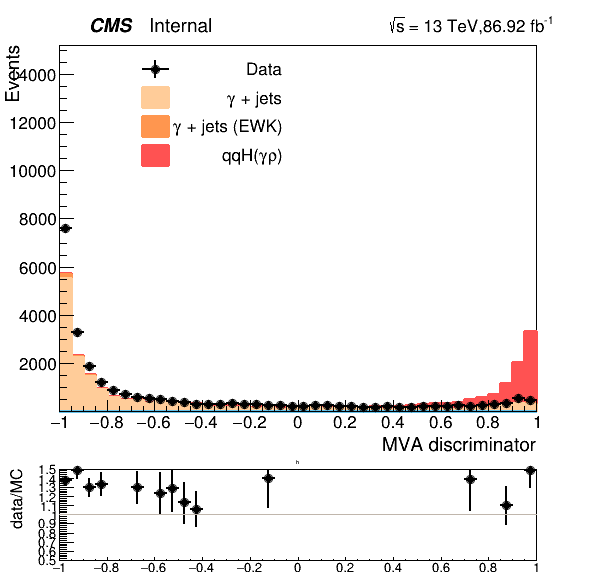 CMS Internal √s = 13 TeV,86.92 fb-1
Events
Data
γ + jets
γ + jets (EWK)
qqH(γρ)
14000
12000
10000
8000
6000
4000
2000
−1 −0.8 −0.6 −0.4 −0.2 0 0.2 0.4 0.6 0.8 1
MVA discriminator
h
data/MC
1.5
1.4
1.3
1.2
1.1
1
0.9
0.8
0.7
0.6
0.5
−1 −0.8 −0.6 −0.4 −0.2 0 0.2 0.4 0.6 0.8 1